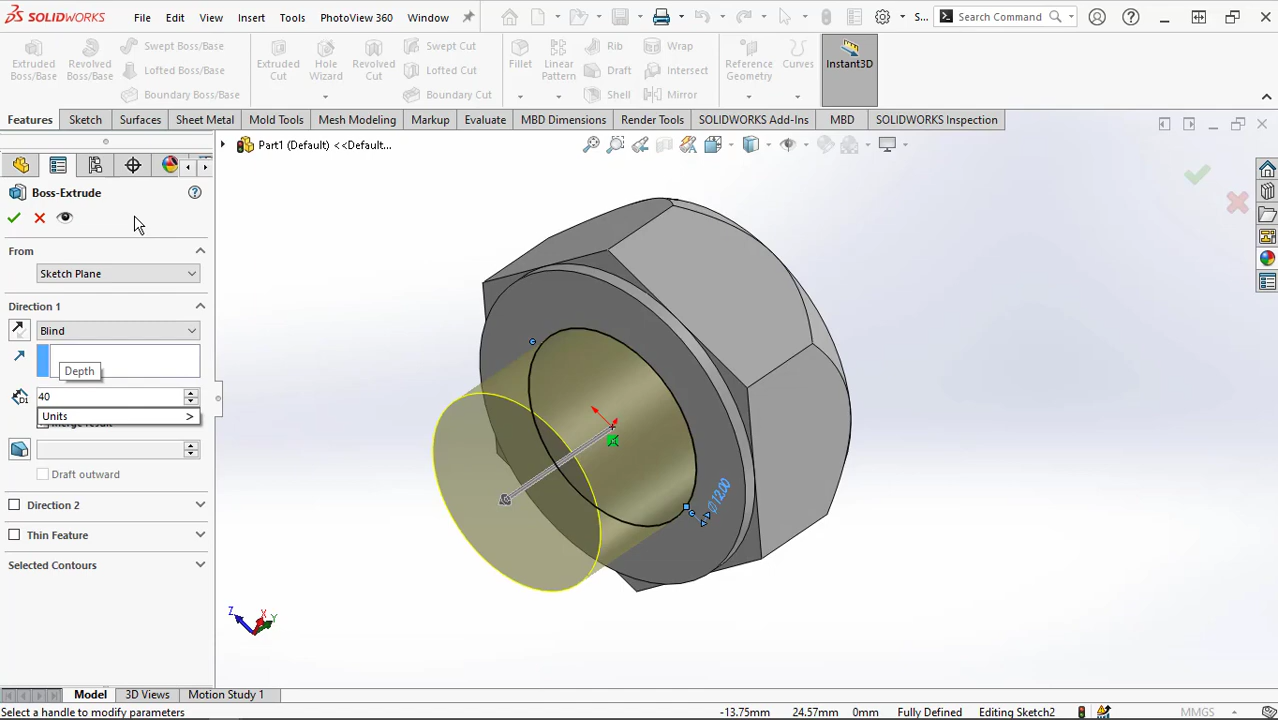 SOLIDWORKS File Edit View Insert Tools PhotoView 360 Window S... Search Command
Extruded Boss/Base
Revolved Boss/Base
Swept Boss/Base
Lofted Boss/Base
Boundary Boss/Base
Extruded Cut
Hole Wizard
Revolved Cut
Swept Cut
Lofted Cut
Boundary Cut
Fillet
Linear Pattern
Rib
Draft
Shell
Wrap
Intersect
Mirror
Reference Geometry
Curves
Instant3D
Features Sketch Surfaces Sheet Metal Mold Tools Mesh Modeling Markup Evaluate MBD Dimensions Render Tools SOLIDWORKS Add-Ins MBD SOLIDWORKS Inspection
Part1 (Default) <<Default...
Boss-Extrude
From
Sketch Plane
Direction 1
Blind
Depth
D1 40
Units >
Merge result
Draft outward
Direction 2
Thin Feature
Selected Contours
Ø12.00
Z X Y
Model 3D Views Motion Study 1
Select a handle to modify parameters -13.75mm 24.57mm 0mm Fully Defined Editing Sketch2 MMGS